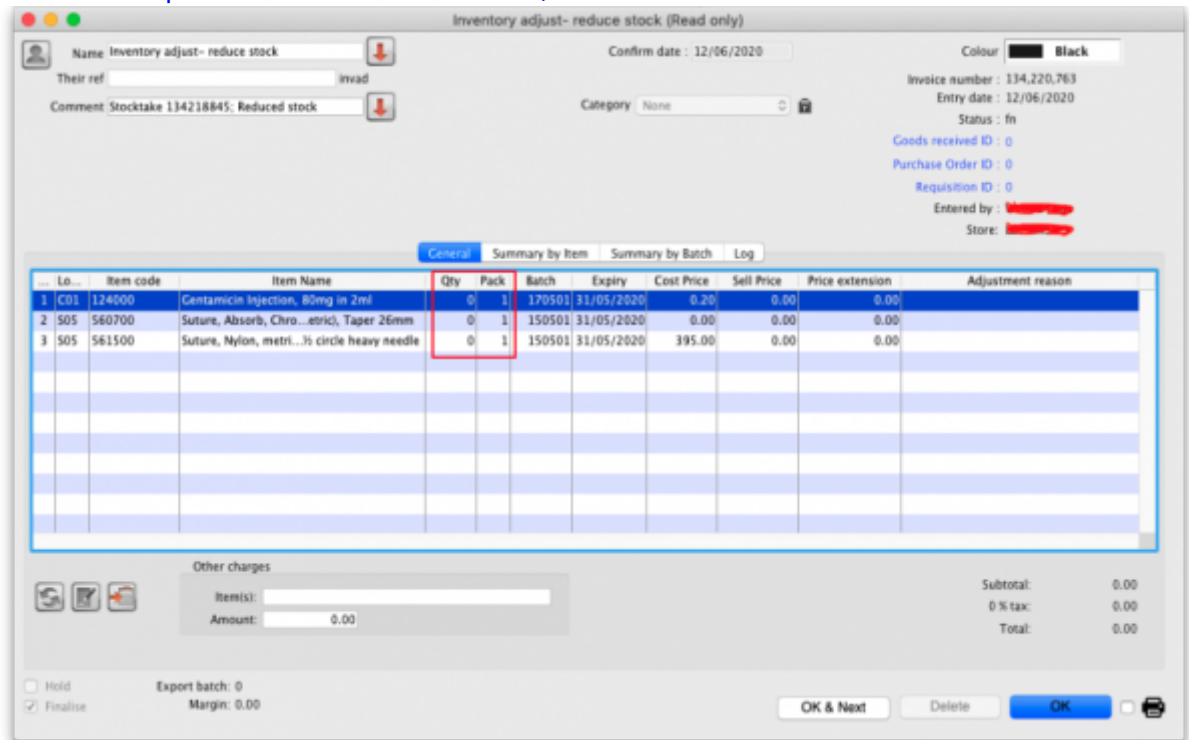 Inventory adjust- reduce stock (Read only)
Name Inventory adjust- reduce stock Confirm date : 12/06/2020 Colour Black
Their ref invad Invoice number : 134,220,763
Comment Stocktake 134218845; Reduced stock Category None Entry date : 12/06/2020
Status : fn
Goods received ID : 0
Purchase Order ID : 0
Requisition ID : 0
Entered by :
Store:
General Summary by Item Summary by Batch Log
... Lo... Item code Item Name Qty Pack Batch Expiry Cost Price Sell Price Price extension Adjustment reason
1 C01 124000 Gentamicin Injection, 80mg in 2ml 0 1 170501 31/05/2020 0.20 0.00 0.00
2 S05 560700 Suture, Absorb, Chro...etric), Taper 26mm 0 1 150501 31/05/2020 0.00 0.00 0.00
3 S05 561500 Suture, Nylon, metri...½ circle heavy needle 0 1 150501 31/05/2020 395.00 0.00 0.00
Other charges
Item(s):
Amount: 0.00
Subtotal: 0.00
0 % tax: 0.00
Total: 0.00
Hold Export batch: 0
Finalise Margin: 0.00
OK & Next Delete OK